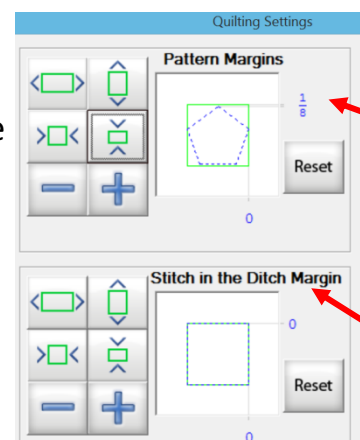 Quilting Settings
Pattern Margins
1/8
e
Reset
0
Stitch in the Ditch Margin
0
Reset
0